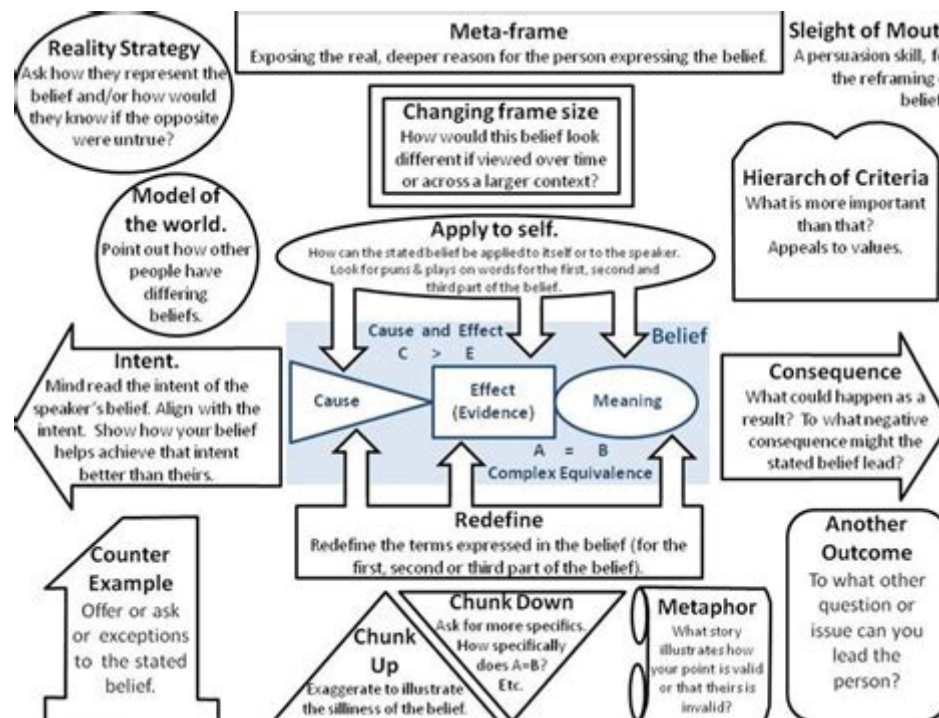 Reality Strategy
Ask how they represent the
belief and/or how would
they know if the opposite
were untrue?
Meta-frame
Exposing the real, deeper reason for the person expressing the belief.
Sleight of Mout
A persuasion skill, f
the reframing
belief
Changing frame size
How would this belief look
different if viewed over time
or across a larger context?
Hierarch of Criteria
What is more important
than that?
Appeals to values.
Model of
the world.
Point out how other
people have
differing
beliefs.
Apply to self.
How can the stated belief be applied to itself or to the speaker.
Look for puns & plays on words for the first, second and
third part of the belief.
Cause and Effect
C > E
Belief
Cause
Effect
(Evidence)
Meaning
A = B
Complex Equivalence
Intent.
Mind read the intent of the
speaker's belief. Align with the
intent. Show how your belief
helps achieve that intent
better than theirs.
Consequence
What could happen as a
result? To what negative
consequence might the
stated belief lead?
Redefine
Redefine the terms expressed in the belief (for the
first, second or third part of the belief).
Counter
Example
Offer or ask
or exceptions
to the stated
belief.
Chunk
Up
Exaggerate to illustrate
the silliness of the belief.
Chunk Down
Ask for more specifics.
How specifically
does A=B?
Etc.
Metaphor
What story
illustrates how
your point is valid
or that theirs is
invalid?
Another
Outcome
To what other
question or
issue can you
lead the
person?